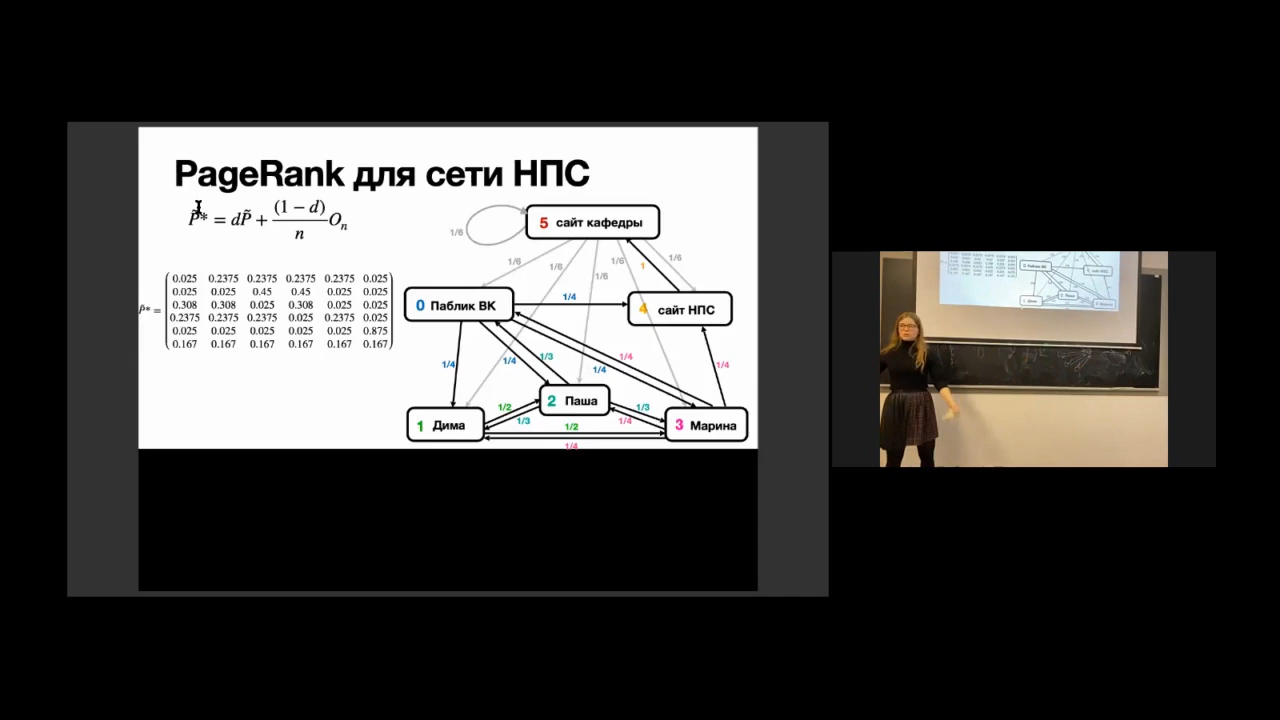 PageRank для сети НПС
P̃* = dP̃ + (1 − d)/n Oₙ
P̃* =
0.025 0.2375 0.2375 0.2375 0.2375 0.025
0.025 0.025 0.45 0.45 0.025 0.025
0.308 0.308 0.025 0.308 0.025 0.025
0.2375 0.2375 0.2375 0.025 0.2375 0.025
0.025 0.025 0.025 0.025 0.025 0.875
0.167 0.167 0.167 0.167 0.167 0.167
5 сайт кафедры
1/6
1/6
1/6
1/6
1/6
1
1/6
0 Паблик ВК
1/4
4 сайт НПС
1/4
1/4
1/3
1/4
1/4
1/4
2 Паша
1/2
1/3
1/3
1/4
1 Дима
1/2
1/4
3 Марина